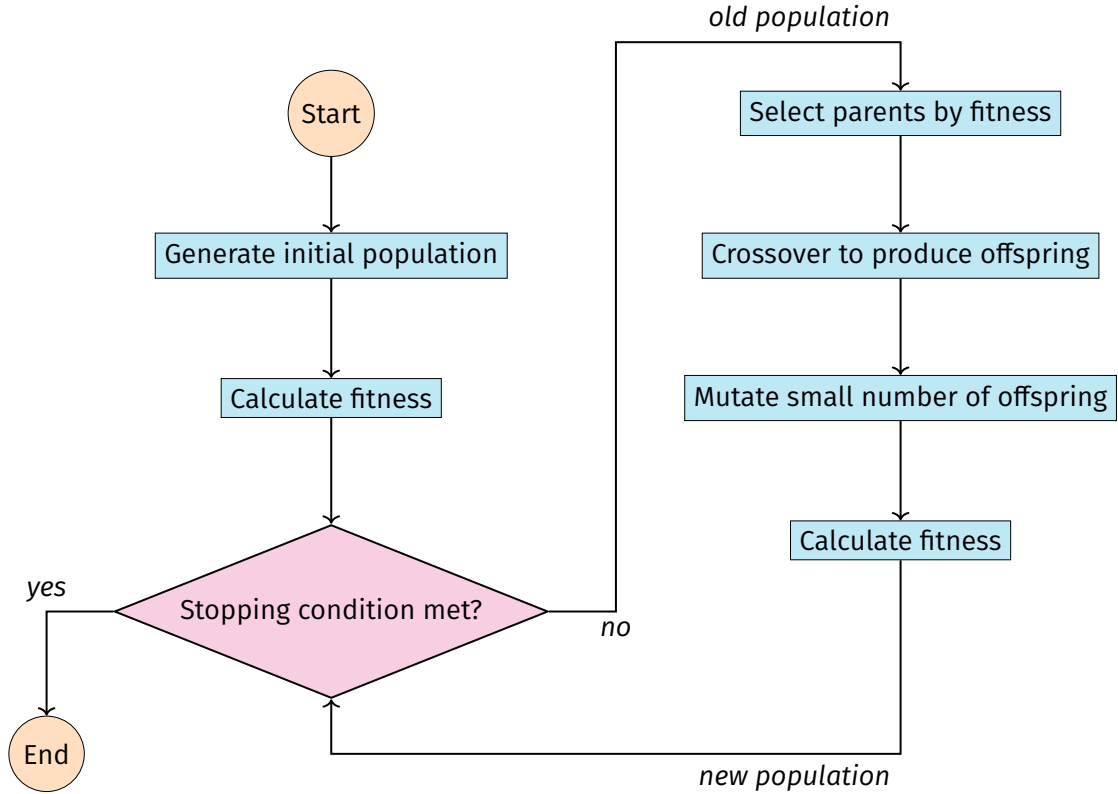 Start
Generate initial population
Calculate fitness
Stopping condition met?
yes
End
no
old population
Select parents by fitness
Crossover to produce offspring
Mutate small number of offspring
Calculate fitness
new population